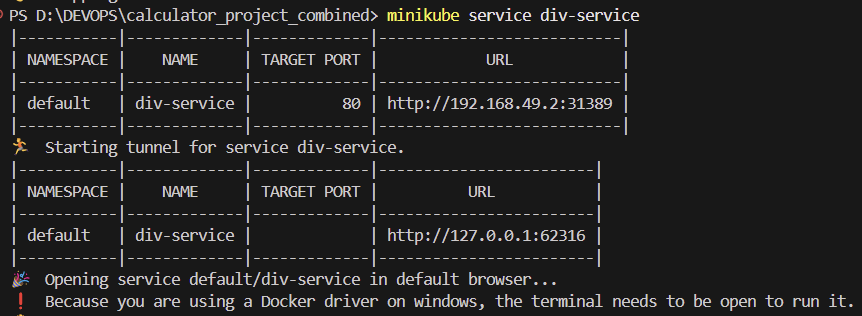 PS D:\DEVOPS\calculator_project_combined> minikube service div-service
|-----------|-------------|-------------|---------------------------|
| NAMESPACE |    NAME     | TARGET PORT |            URL            |
|-----------|-------------|-------------|---------------------------|
| default   | div-service |          80 | http://192.168.49.2:31389 |
|-----------|-------------|-------------|---------------------------|
🏃  Starting tunnel for service div-service.
|-----------|-------------|-------------|------------------------|
| NAMESPACE |    NAME     | TARGET PORT |          URL           |
|-----------|-------------|-------------|------------------------|
| default   | div-service |             | http://127.0.0.1:62316 |
|-----------|-------------|-------------|------------------------|
🎉  Opening service default/div-service in default browser...
❗  Because you are using a Docker driver on windows, the terminal needs to be open to run it.